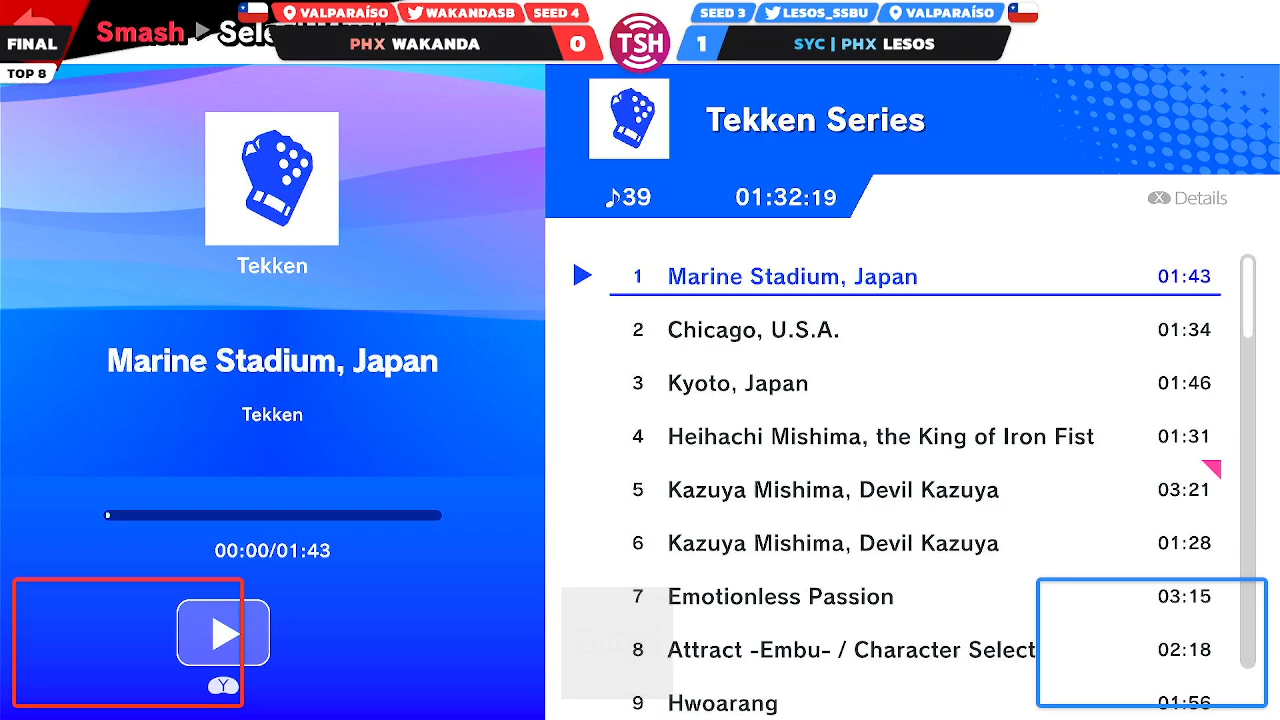 VALPARAÍSO
WAKANDASB
SEED 4
SEED 3
LESOS_SSBU
VALPARAÍSO
FINAL
Smash
PHX WAKANDA
0
TSH
1
SYC | PHX LESOS
TOP 8
Tekken
Marine Stadium, Japan
Tekken
00:00/01:43
Y
Tekken Series
♪39 01:32:19
X Details
1 Marine Stadium, Japan 01:43
2 Chicago, U.S.A. 01:34
3 Kyoto, Japan 01:46
4 Heihachi Mishima, the King of Iron Fist 01:31
5 Kazuya Mishima, Devil Kazuya 03:21
6 Kazuya Mishima, Devil Kazuya 01:28
7 Emotionless Passion 03:15
8 Attract -Embu- / Character Select 02:18
9 Hwoarang 01:56